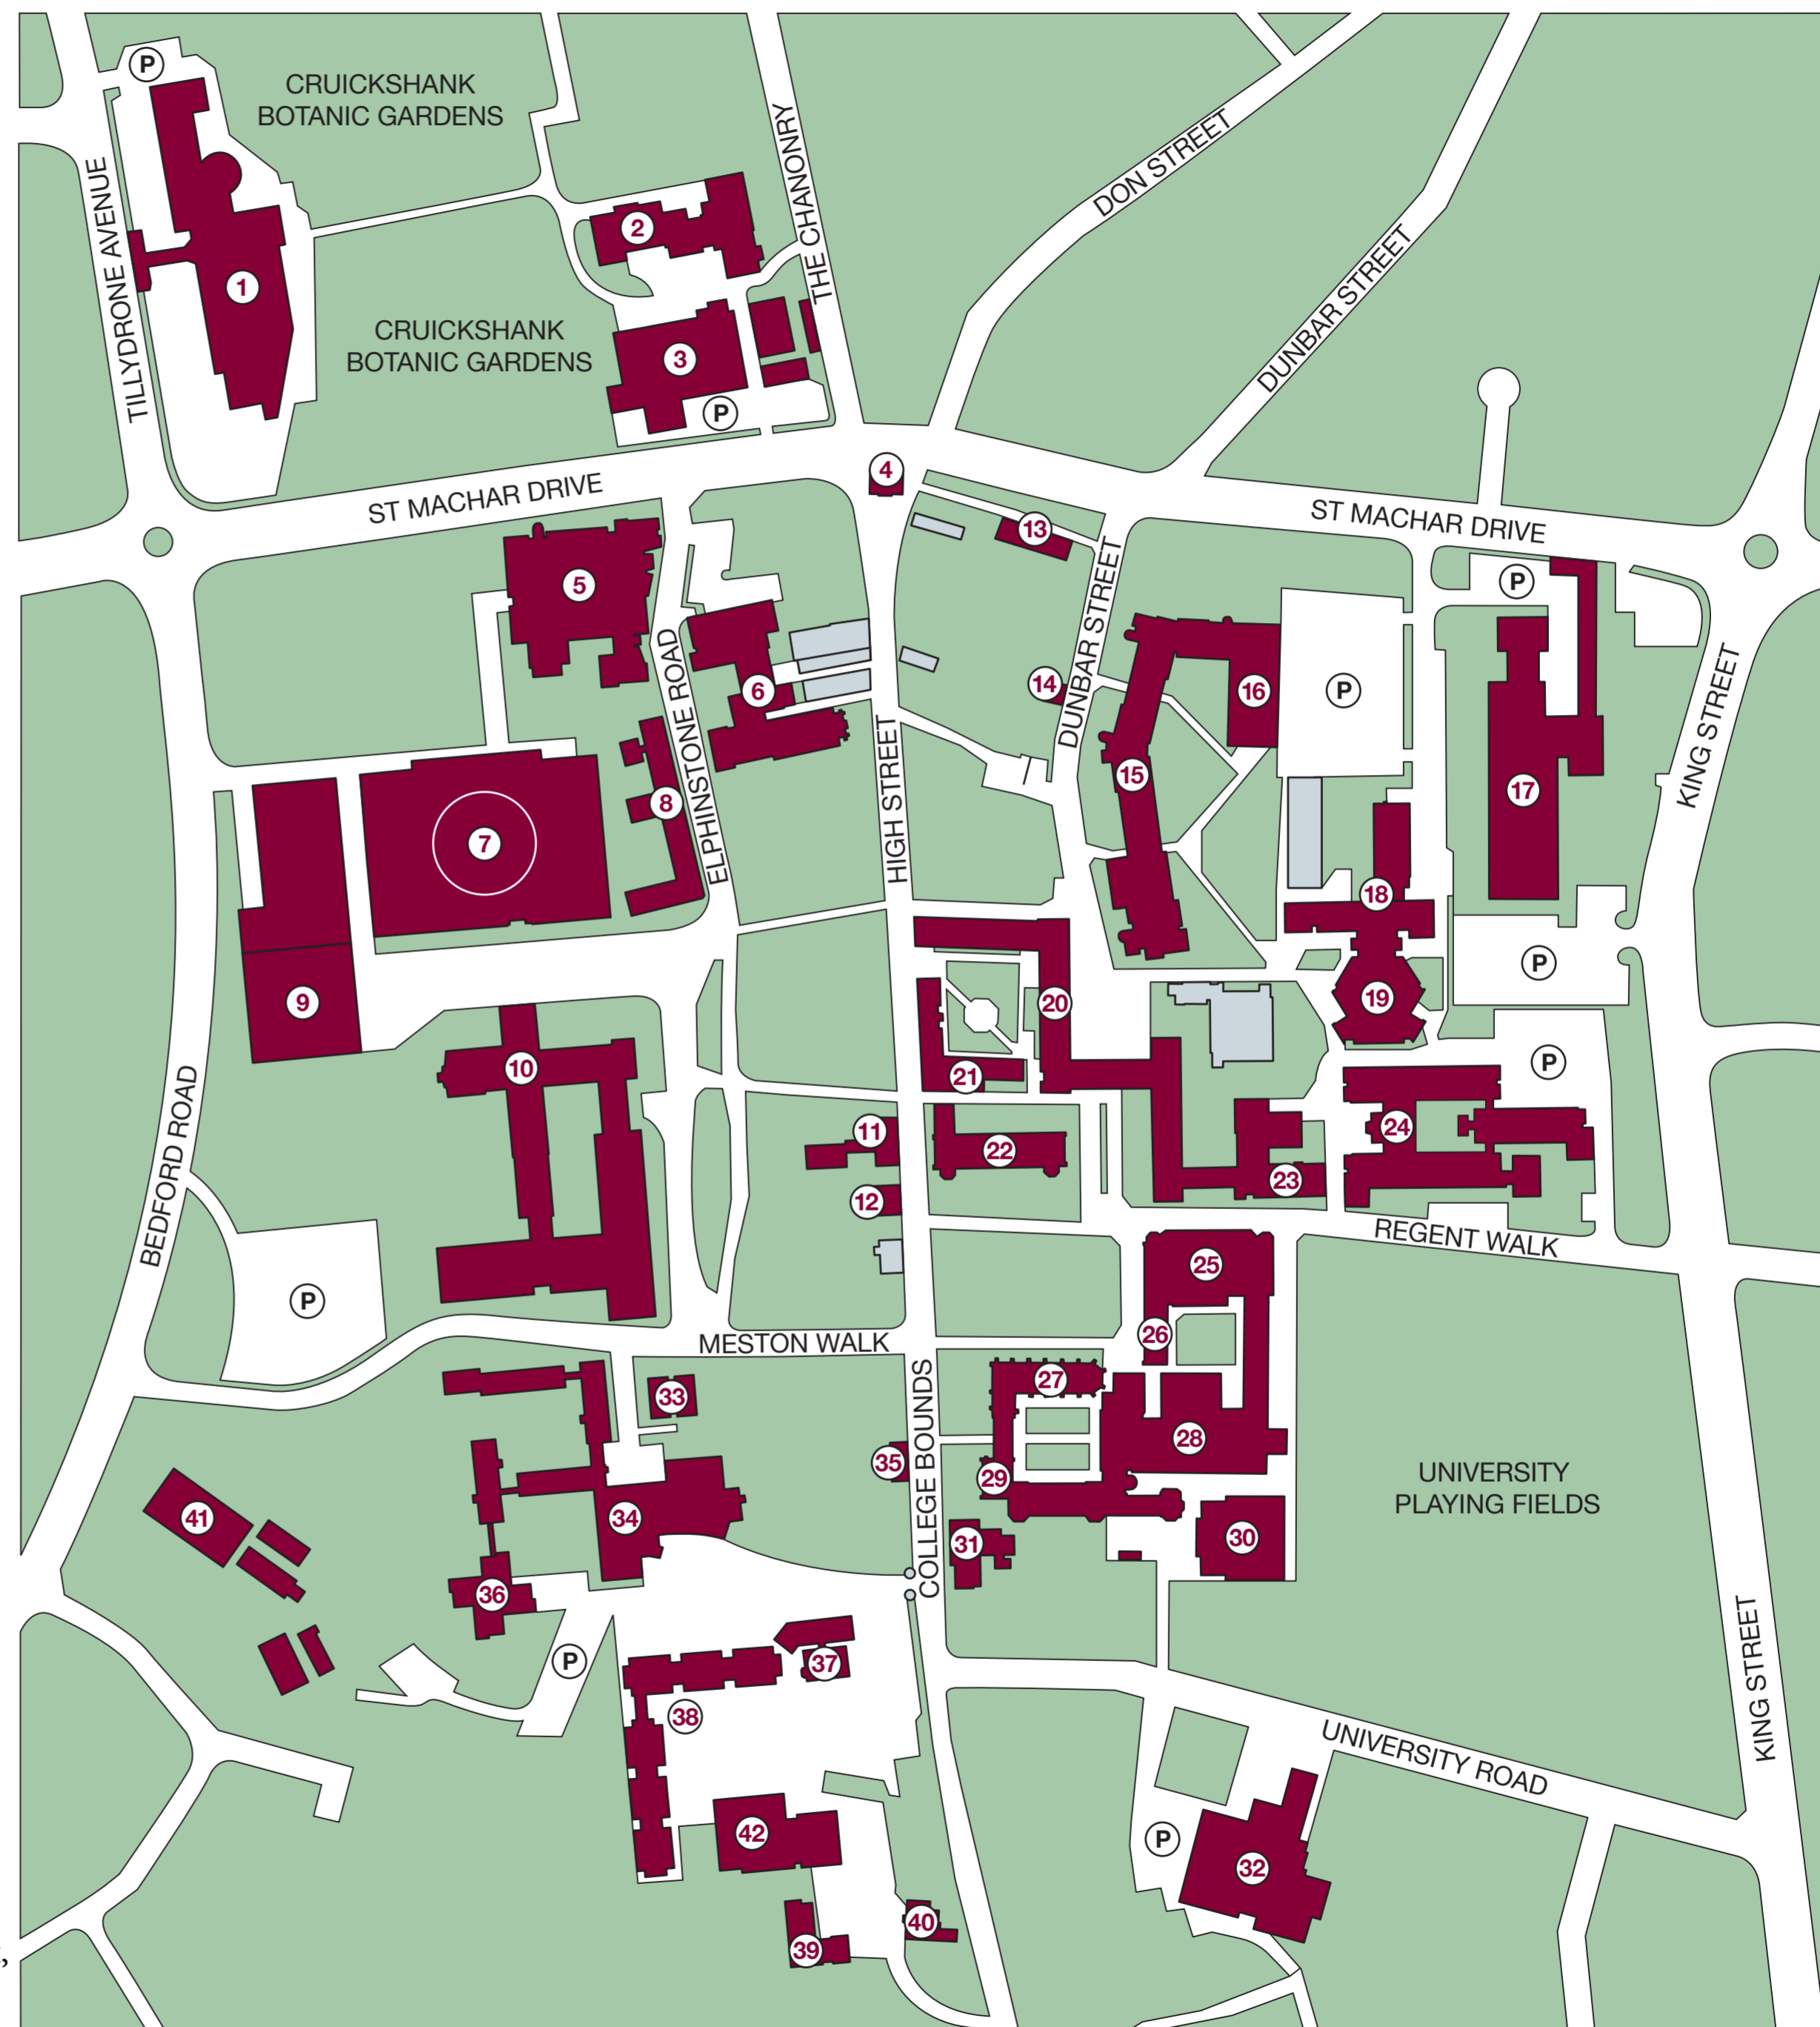 P
CRUICKSHANK
BOTANIC GARDENS
THE CHANONRY
DON STREET
TILLYDRONE AVENUE
2
1
DUNBAR STREET
CRUICKSHANK
BOTANIC GARDENS
3
P
4
ST MACHAR DRIVE
ST MACHAR DRIVE
13
5
P
DUNBAR STREET
ELPHINSTONE ROAD
6
14
16
P
KING STREET
HIGH STREET
15
17
8
7
18
P
9
20
19
10
21
P
BEDFORD ROAD
11
22
24
12
23
REGENT WALK
25
P
MESTON WALK
26
33
27
COLLEGE BOUNDS
28
35
29
UNIVERSITY
PLAYING FIELDS
41
34
30
31
36
KING STREET
P
37
38
UNIVERSITY ROAD
42
P
32
40
39
,